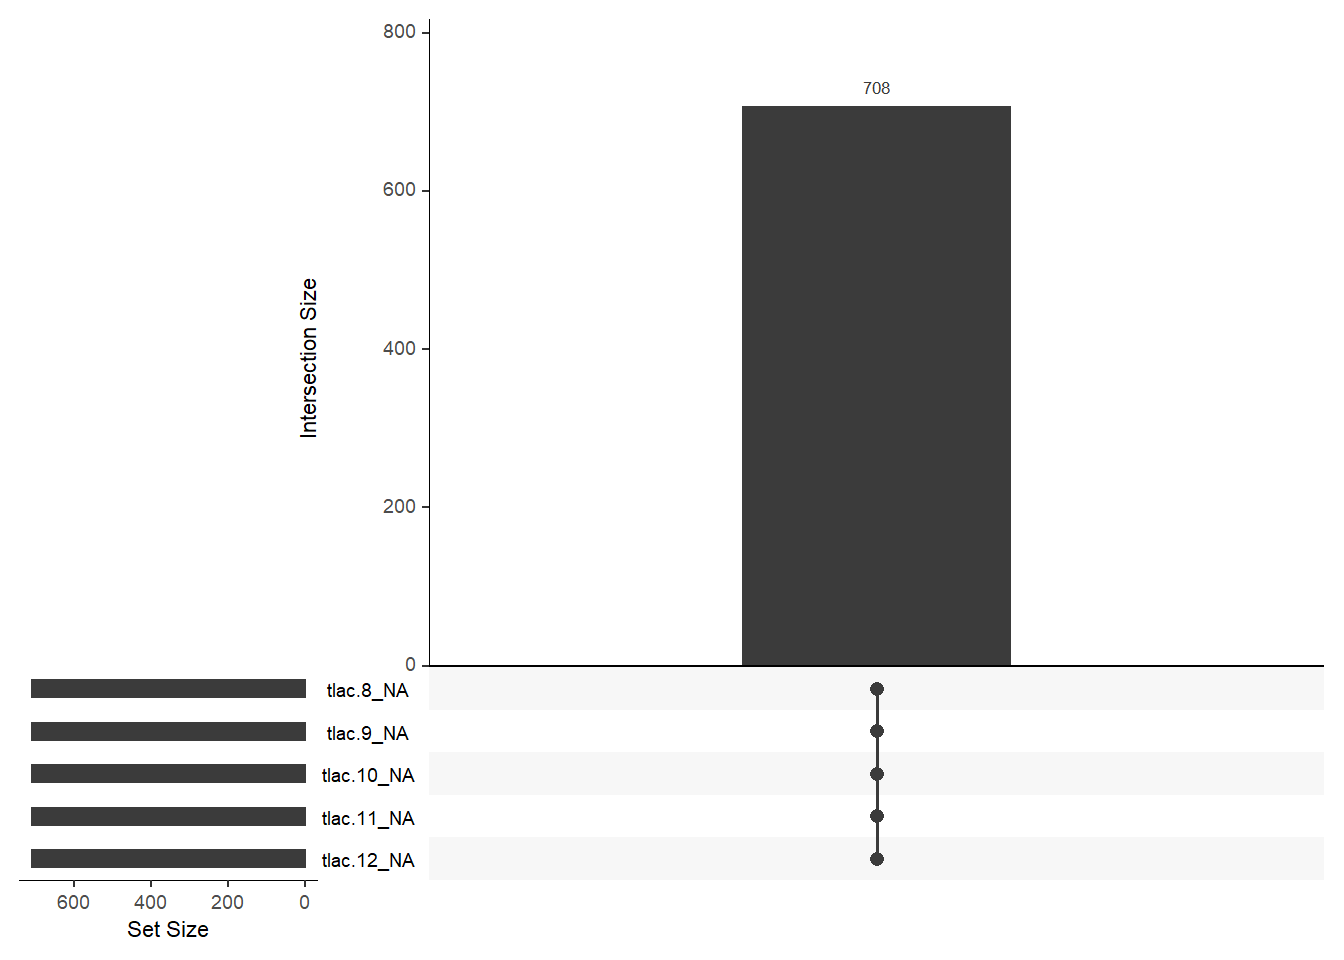 800
708
600
Intersection Size
400
200
0
tlac.8_NA
tlac.9_NA
tlac.10_NA
tlac.11_NA
tlac.12_NA
600 400 200 0
Set Size